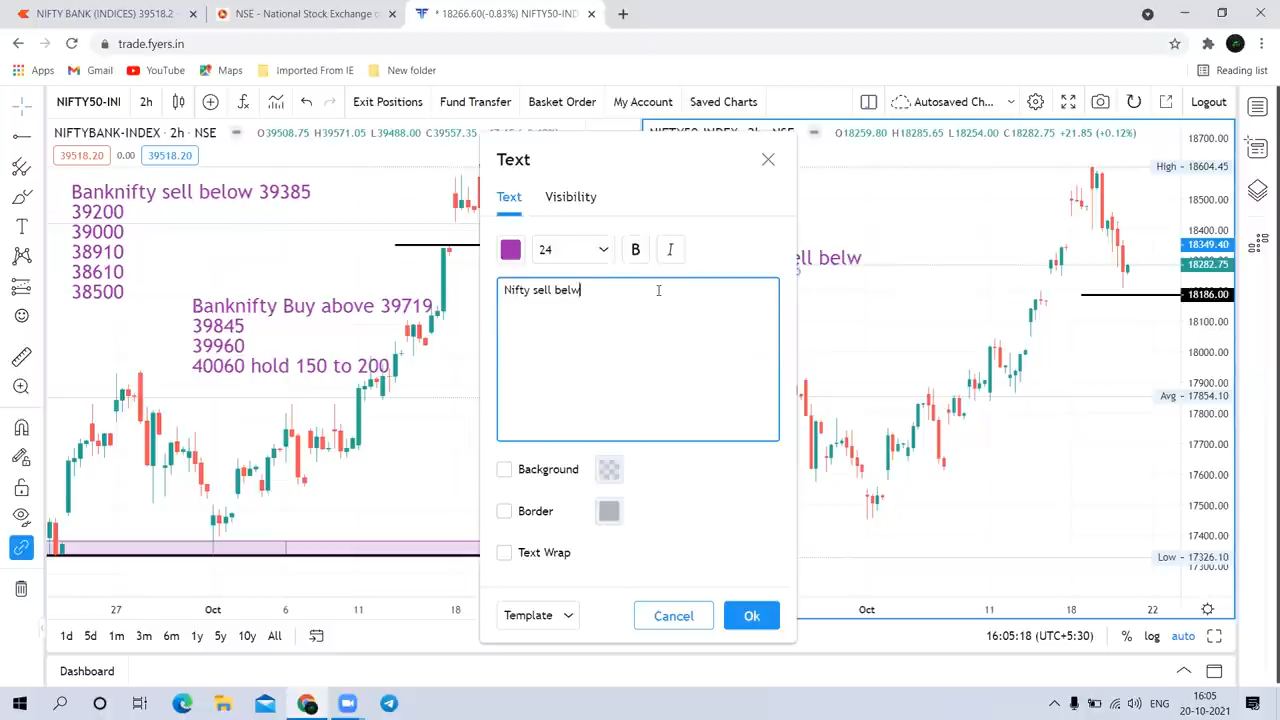 NIFTY BANK (INDICES) 39518.2 -
NSE - National Stock Exchange o
* 18266.60(-0.83%) NIFTY50-IND
trade.fyers.in
Apps Gmail YouTube Maps Imported From IE New folder Reading list
NIFTY50-INI 2h Exit Positions Fund Transfer Basket Order My Account Saved Charts Autosaved Ch... Logout
NIFTYBANK-INDEX • 2h • NSE O39508.75 H39571.05 L39488.00 C39557.35
O18259.80 H18285.65 L18254.00 C18282.75 +21.85 (+0.12%)
39518.20 0.00 39518.20
Banknifty sell below 39385
39200
39000
38910
38610
38500
Banknifty Buy above 39719
39845
39960
40060 hold 150 to 200
Text
Text Visibility
24 B I
Nifty sell belw
Background
Border
Text Wrap
Template Cancel Ok
sell belw
18700.00
High 18604.45
18500.00
18400.00
18349.40
18282.75
18186.00
18100.00
18000.00
17900.00
Avg 17854.10
17800.00
17700.00
17600.00
17500.00
17400.00
Low 17326.10
17300.00
27 Oct 6 11 18 Oct 11 18 22
1d 5d 1m 3m 6m 1y 5y 10y All 16:05:18 (UTC+5:30) % log auto
Dashboard
ENG
16:05
20-10-2021